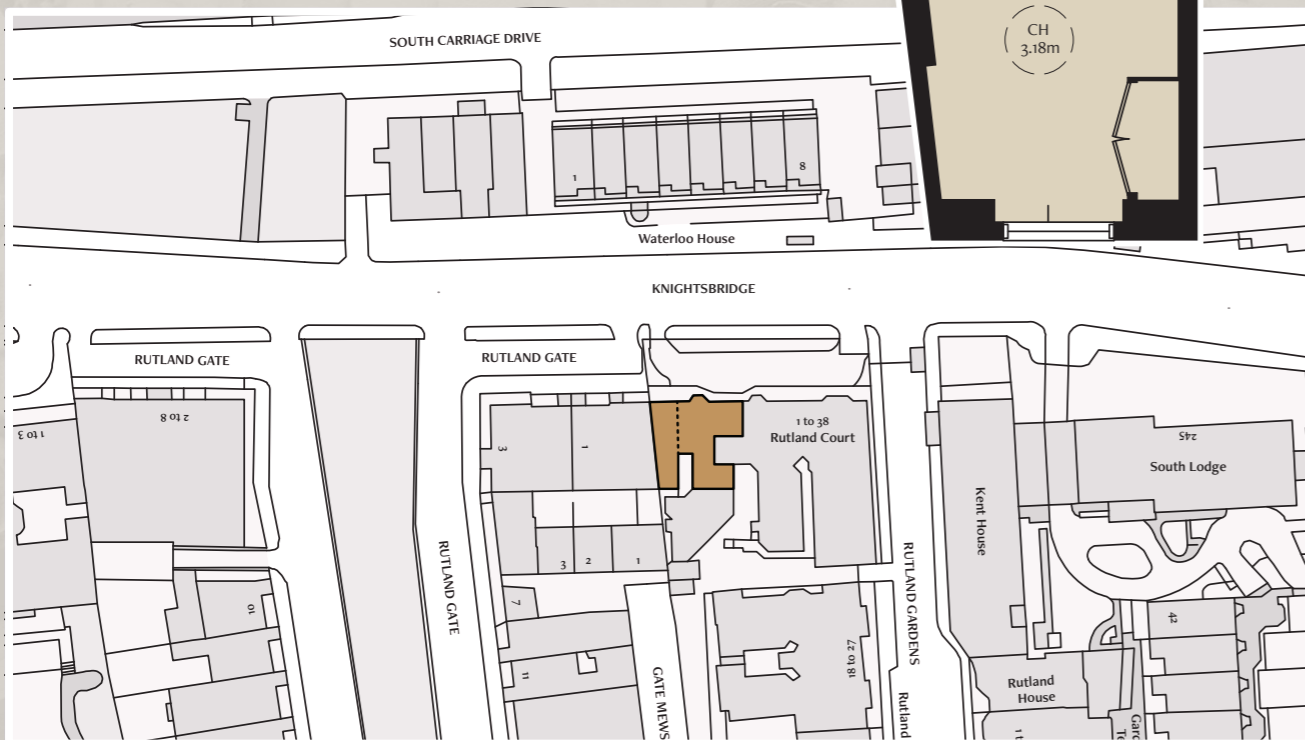 SOUTH CARRIAGE DRIVE
CH
3.18m
1
8
Waterloo House
KNIGHTSBRIDGE
RUTLAND GATE
RUTLAND GATE
1 to 3
2 to 8
3
1
1 to 38
Rutland Court
245
South Lodge
Kent House
RUTLAND GATE
3
2
1
RUTLAND GARDENS
10
7
11
GATE MEWS
18 to 27
42
Rutland
House
Rutland